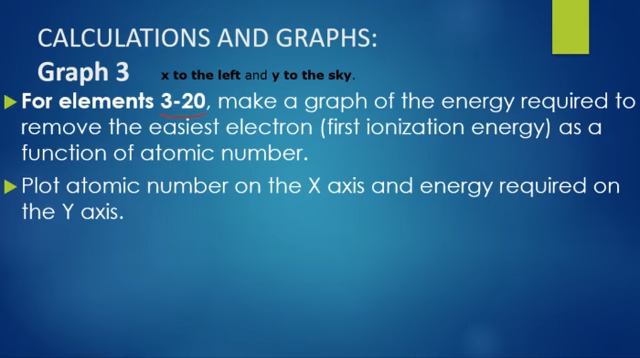 CALCULATIONS AND GRAPHS:
Graph 3 x to the left and y to the sky.
For elements 3-20, make a graph of the energy required to
remove the easiest electron (first ionization energy) as a
function of atomic number.
Plot atomic number on the X axis and energy required on
the Y axis.